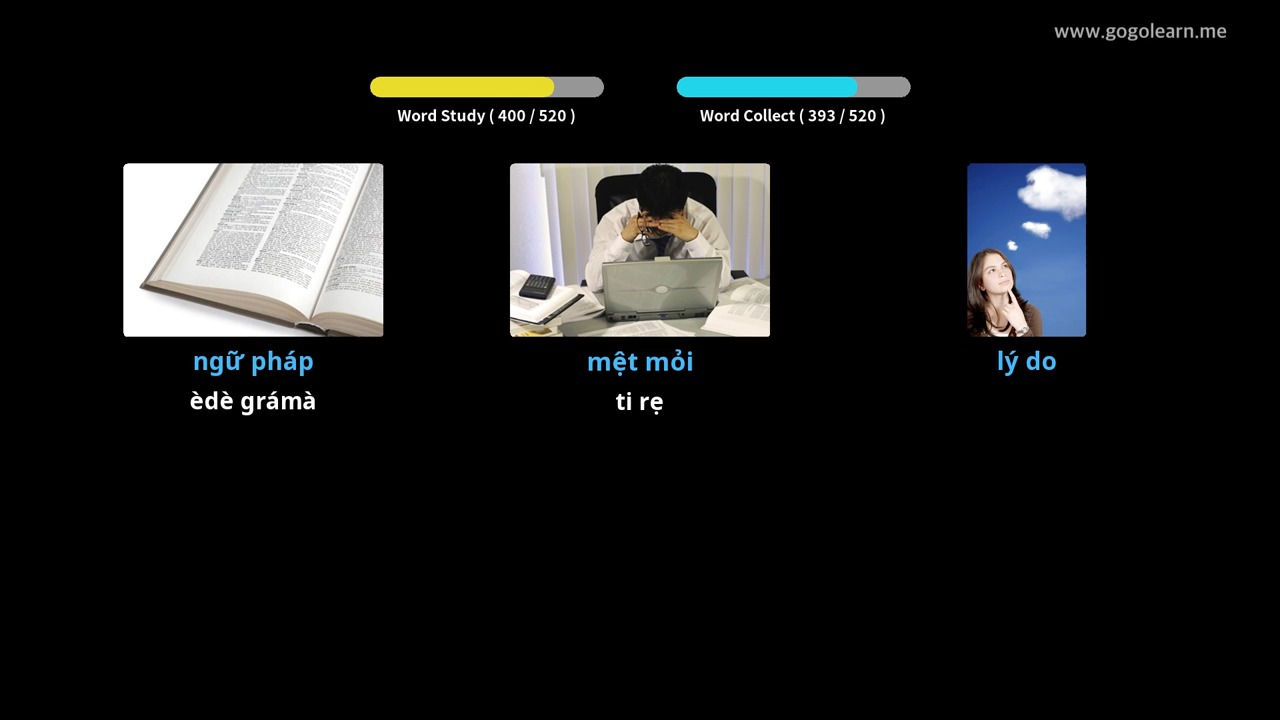 www.gogolearn.me
Word Study ( 400 / 520 )
Word Collect ( 393 / 520 )
ngữ pháp
mệt mỏi
lý do
èdè grámà
ti rẹ